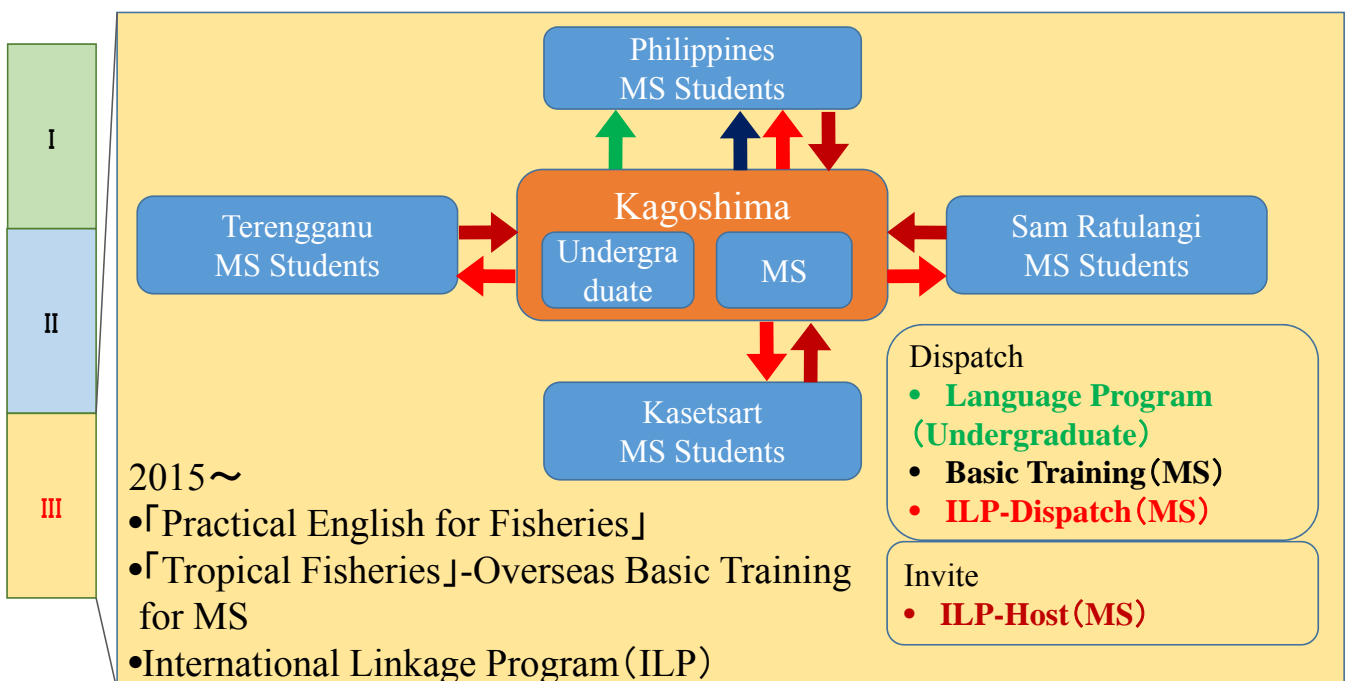 I
II
III
Philippines
MS Students
Kagoshima
Undergra
duate
MS
Terengganu
MS Students
Sam Ratulangi
MS Students
Kasetsart
MS Students
Dispatch
• Language Program
（Undergraduate）
• Basic Training（MS）
• ILP-Dispatch（MS）
Invite
• ILP-Host（MS）
2015～
•｢Practical English for Fisheries｣
•｢Tropical Fisheries｣-Overseas Basic Training
for MS
•International Linkage Program（ILP）